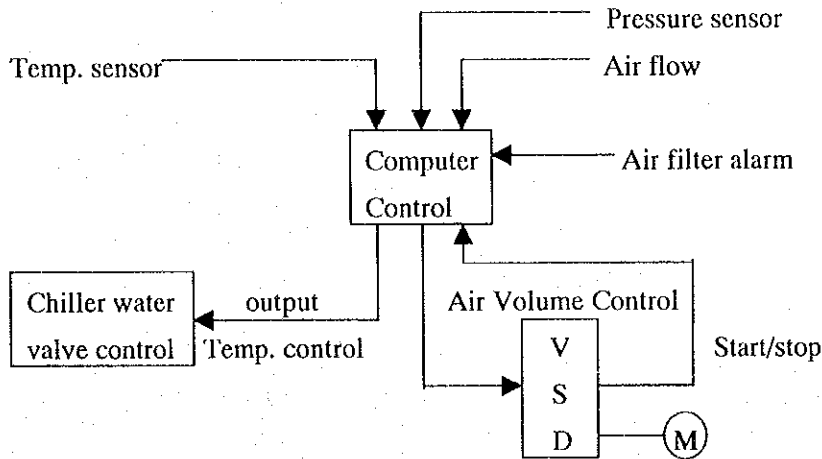 Pressure sensor
Temp. sensor
Air flow
Computer
Control
Air filter alarm
Chiller water
valve control
output
Temp. control
Air Volume Control
V
S
D
Start/stop
M